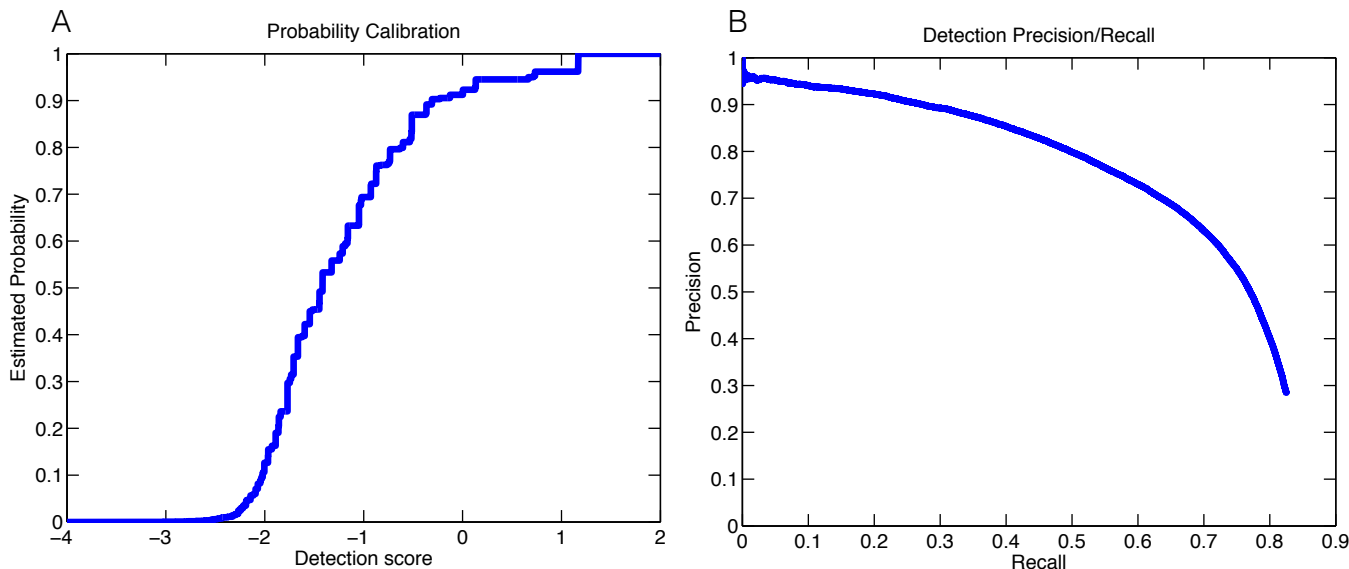 A
Probability Calibration
Estimated Probability
1
0.9
0.8
0.7
0.6
0.5
0.4
0.3
0.2
0.1
0
−4 −3 −2 −1 0 1 2
Detection score
B
Detection Precision/Recall
Precision
1
0.9
0.8
0.7
0.6
0.5
0.4
0.3
0.2
0.1
0
0 0.1 0.2 0.3 0.4 0.5 0.6 0.7 0.8 0.9
Recall